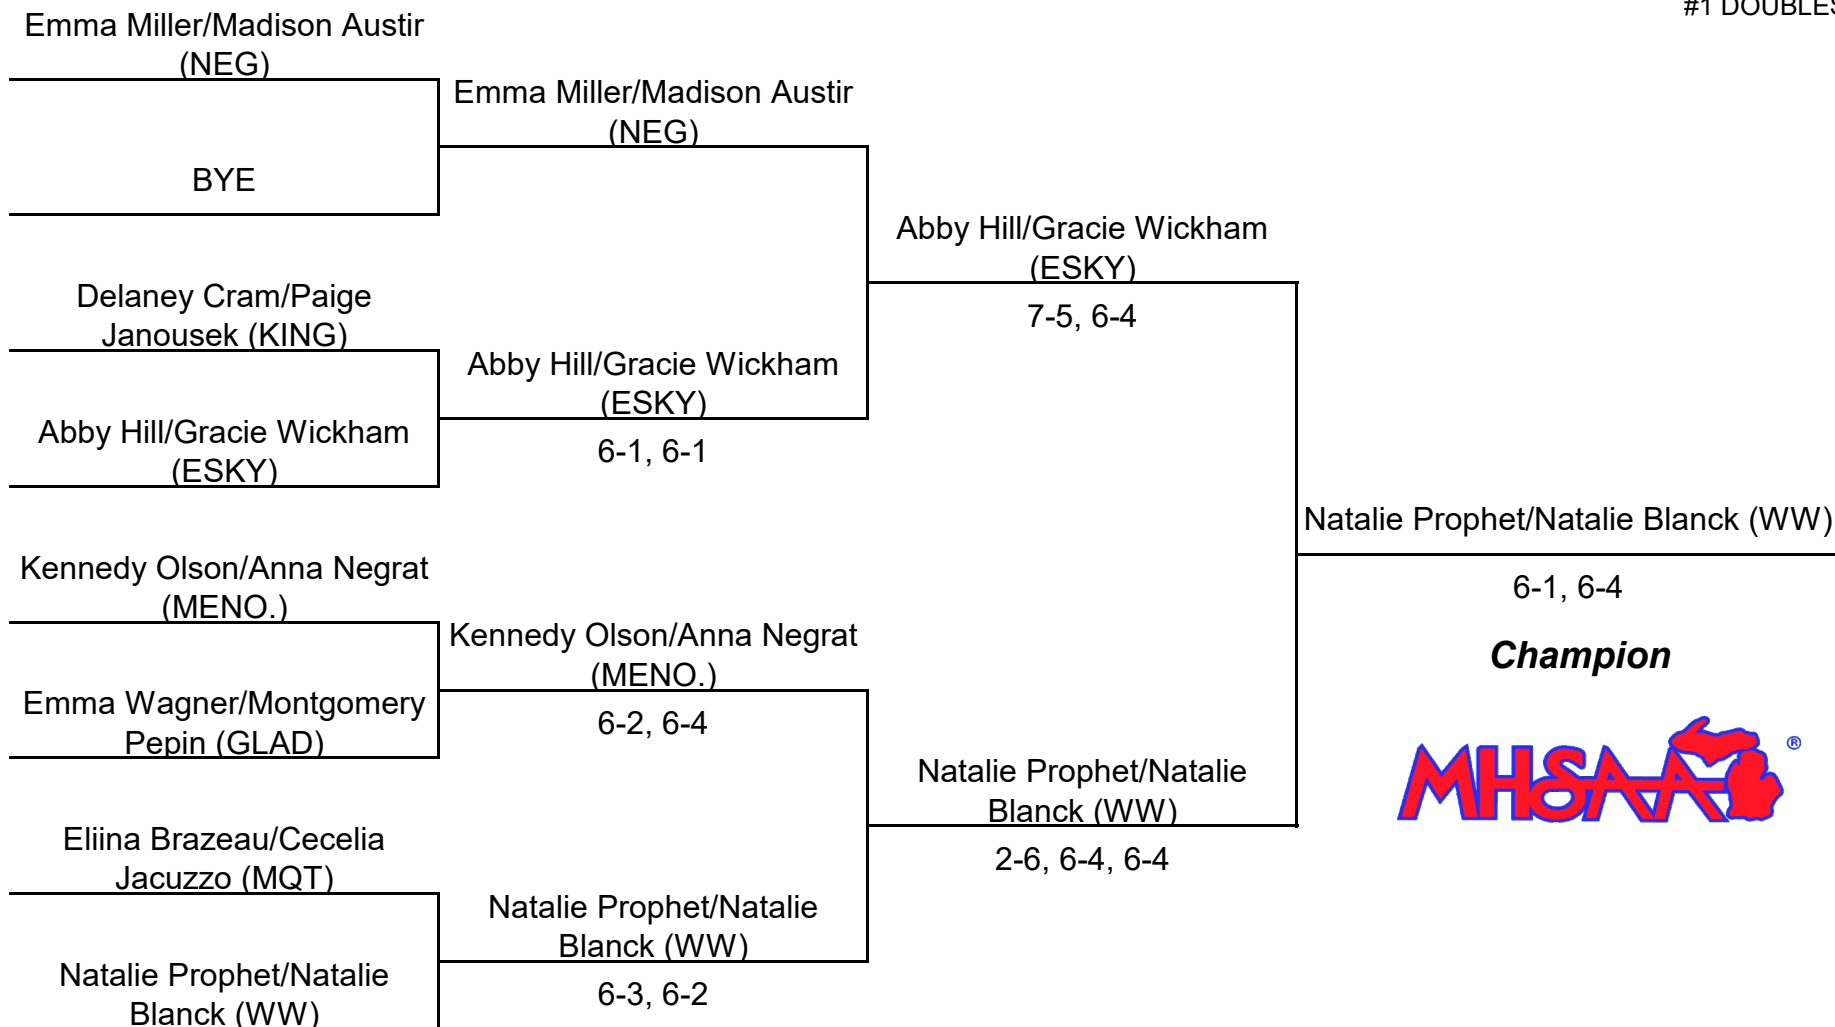 #1 DOUBLES
Emma Miller/Madison Austir
(NEG)
Emma Miller/Madison Austir
(NEG)
BYE
Abby Hill/Gracie Wickham
(ESKY)
7-5, 6-4
Delaney Cram/Paige
Janousek (KING)
Abby Hill/Gracie Wickham
(ESKY)
6-1, 6-1
Abby Hill/Gracie Wickham
(ESKY)
Natalie Prophet/Natalie Blanck (WW)
6-1, 6-4
Champion
Kennedy Olson/Anna Negrat
(MENO.)
Kennedy Olson/Anna Negrat
(MENO.)
6-2, 6-4
Emma Wagner/Montgomery
Pepin (GLAD)
MHSAA®
Natalie Prophet/Natalie
Blanck (WW)
2-6, 6-4, 6-4
Eliina Brazeau/Cecelia
Jacuzzo (MQT)
Natalie Prophet/Natalie
Blanck (WW)
6-3, 6-2
Natalie Prophet/Natalie
Blanck (WW)